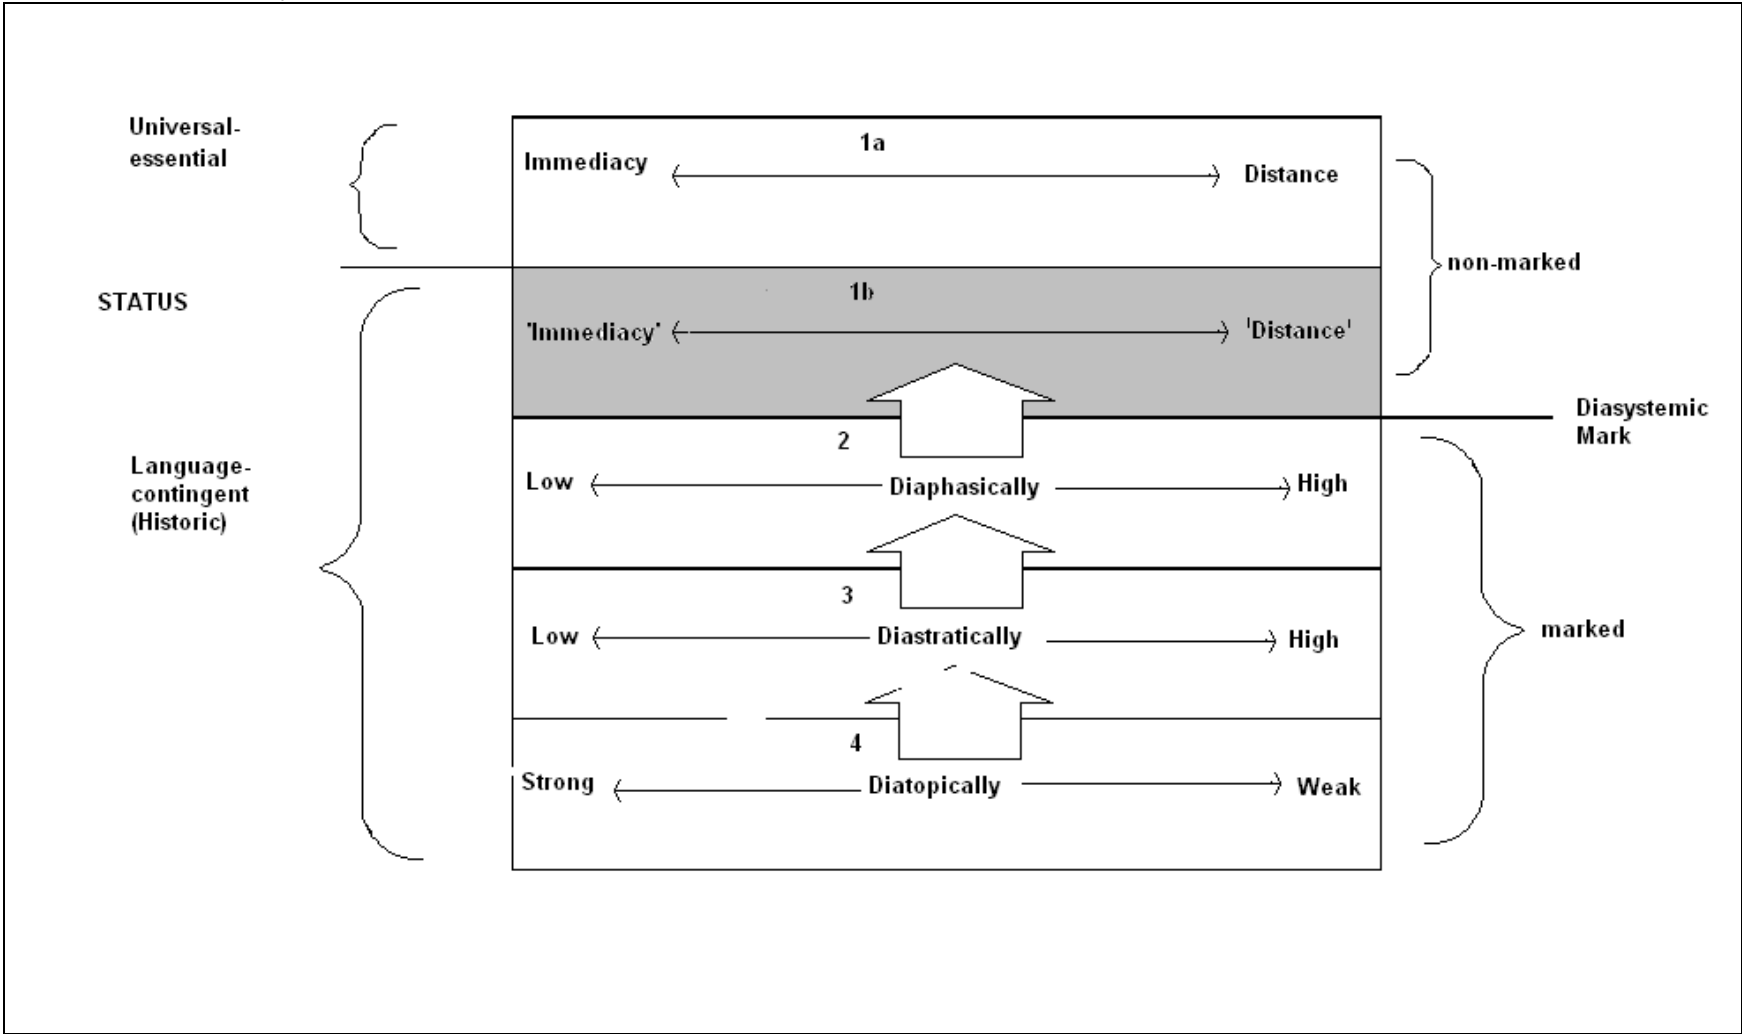 Universal-
essential
1a
Immediacy
Distance
non-marked
STATUS
1b
'Immediacy'
'Distance'
Diasystemic
Mark
2
Language-
contingent
(Historic)
Low
Diaphasically
High
3
Low
Diastratically
High
marked
4
Strong
Diatopically
Weak